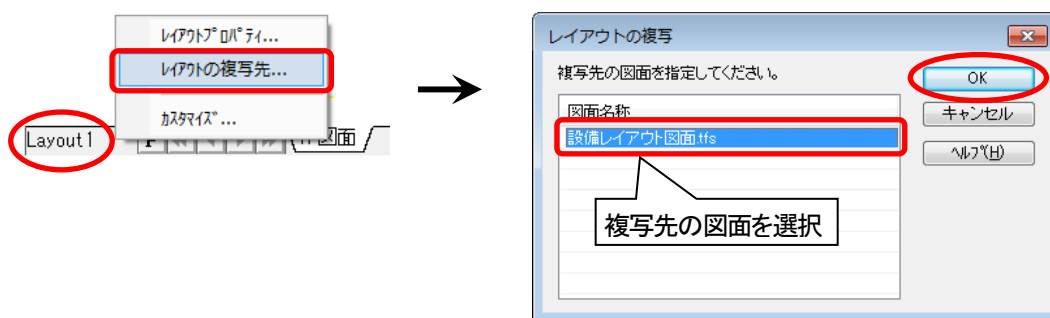 ﾚｲｱｳﾄﾌﾟﾛﾊﾟﾃｨ...
ﾚｲｱｳﾄの複写先...
ｶｽﾀﾏｲｽﾞ...
Layout1
図面
レイアウトの複写
複写先の図面を指定してください。
図面名称
設備レイアウト図面.tfs
OK
キャンセル
ﾍﾙﾌﾟ(H)
複写先の図面を選択